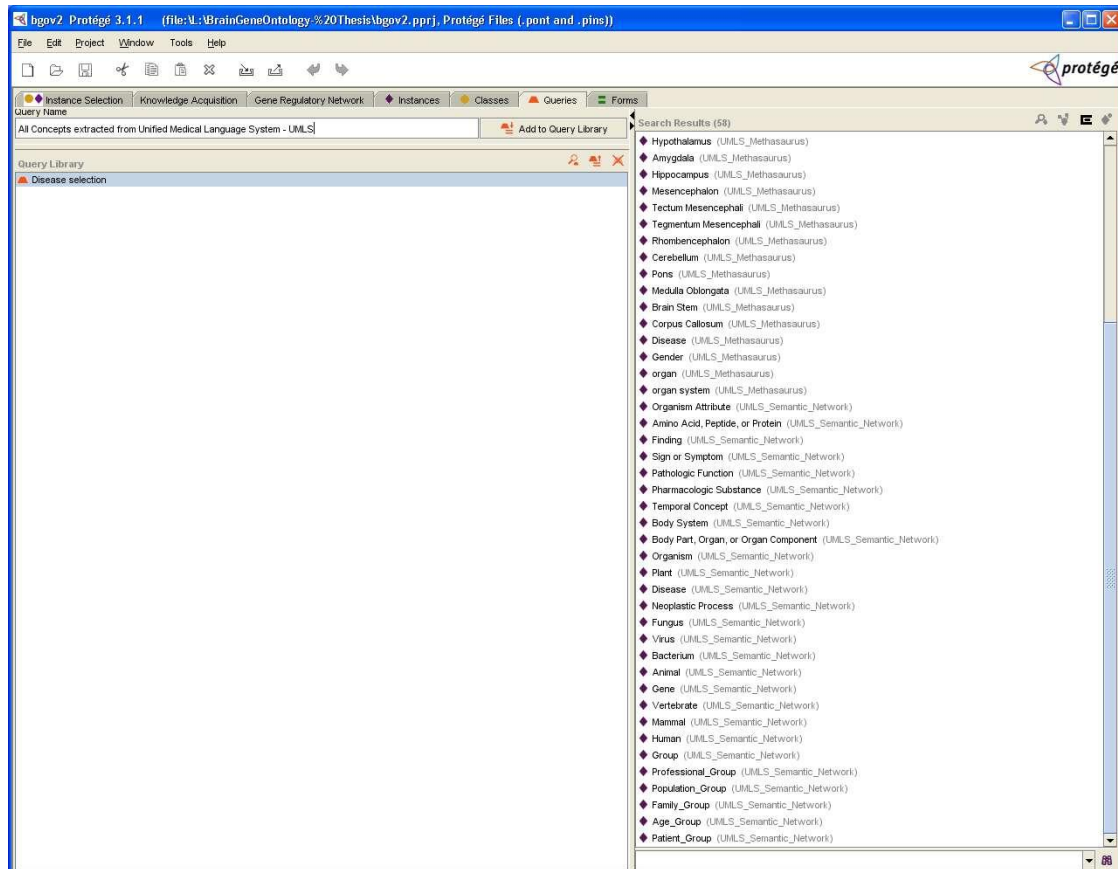 bgov2 Protégé 3.1.1 (file:\L:\BrainGeneOntology-%20Thesis\bgov2.pprj, Protégé Files (.pont and .pins))
File Edit Project Window Tools Help
protégé
Instance Selection Knowledge Acquisition Gene Regulatory Network Instances Classes Queries Forms
Query Name
All Concepts extracted from Unified Medical Language System - UMLS
Add to Query Library
Query Library
Disease selection
Search Results (58)
Hypothalamus (UMLS_Methasaurus)
Amygdala (UMLS_Methasaurus)
Hippocampus (UMLS_Methasaurus)
Mesencephalon (UMLS_Methasaurus)
Tectum Mesencephali (UMLS_Methasaurus)
Tegmentum Mesencephali (UMLS_Methasaurus)
Rhombencephalon (UMLS_Methasaurus)
Cerebellum (UMLS_Methasaurus)
Pons (UMLS_Methasaurus)
Medulla Oblongata (UMLS_Methasaurus)
Brain Stem (UMLS_Methasaurus)
Corpus Callosum (UMLS_Methasaurus)
Disease (UMLS_Methasaurus)
Gender (UMLS_Methasaurus)
organ (UMLS_Methasaurus)
organ system (UMLS_Methasaurus)
Organism Attribute (UMLS_Semantic_Network)
Amino Acid, Peptide, or Protein (UMLS_Semantic_Network)
Finding (UMLS_Semantic_Network)
Sign or Symptom (UMLS_Semantic_Network)
Pathologic Function (UMLS_Semantic_Network)
Pharmacologic Substance (UMLS_Semantic_Network)
Temporal Concept (UMLS_Semantic_Network)
Body System (UMLS_Semantic_Network)
Body Part, Organ, or Organ Component (UMLS_Semantic_Network)
Organism (UMLS_Semantic_Network)
Plant (UMLS_Semantic_Network)
Disease (UMLS_Semantic_Network)
Neoplastic Process (UMLS_Semantic_Network)
Fungus (UMLS_Semantic_Network)
Virus (UMLS_Semantic_Network)
Bacterium (UMLS_Semantic_Network)
Animal (UMLS_Semantic_Network)
Gene (UMLS_Semantic_Network)
Vertebrate (UMLS_Semantic_Network)
Mammal (UMLS_Semantic_Network)
Human (UMLS_Semantic_Network)
Group (UMLS_Semantic_Network)
Professional_Group (UMLS_Semantic_Network)
Population_Group (UMLS_Semantic_Network)
Family_Group (UMLS_Semantic_Network)
Age_Group (UMLS_Semantic_Network)
Patient_Group (UMLS_Semantic_Network)